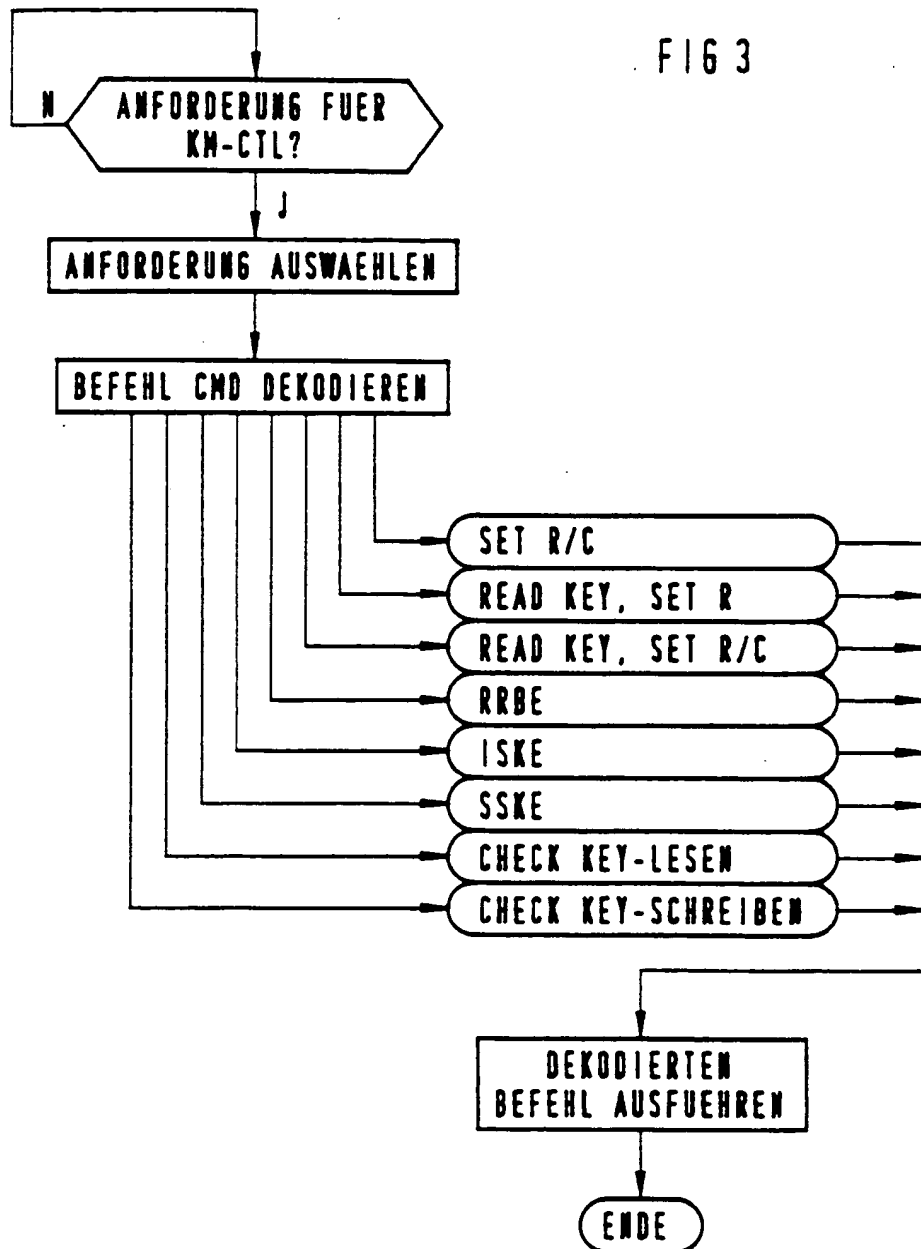 FIG 3
ANFORDERUNG FUER
KM-CTL?
N
J
ANFORDERUNG AUSWAEHLEN
BEFEHL CMD DEKODIEREN
SET R/C
READ KEY, SET R
READ KEY, SET R/C
RRBE
ISKE
SSKE
CHECK KEY-LESEN
CHECK KEY-SCHREIBEN
DEKODIERTEN
BEFEHL AUSFUEHREN
ENDE